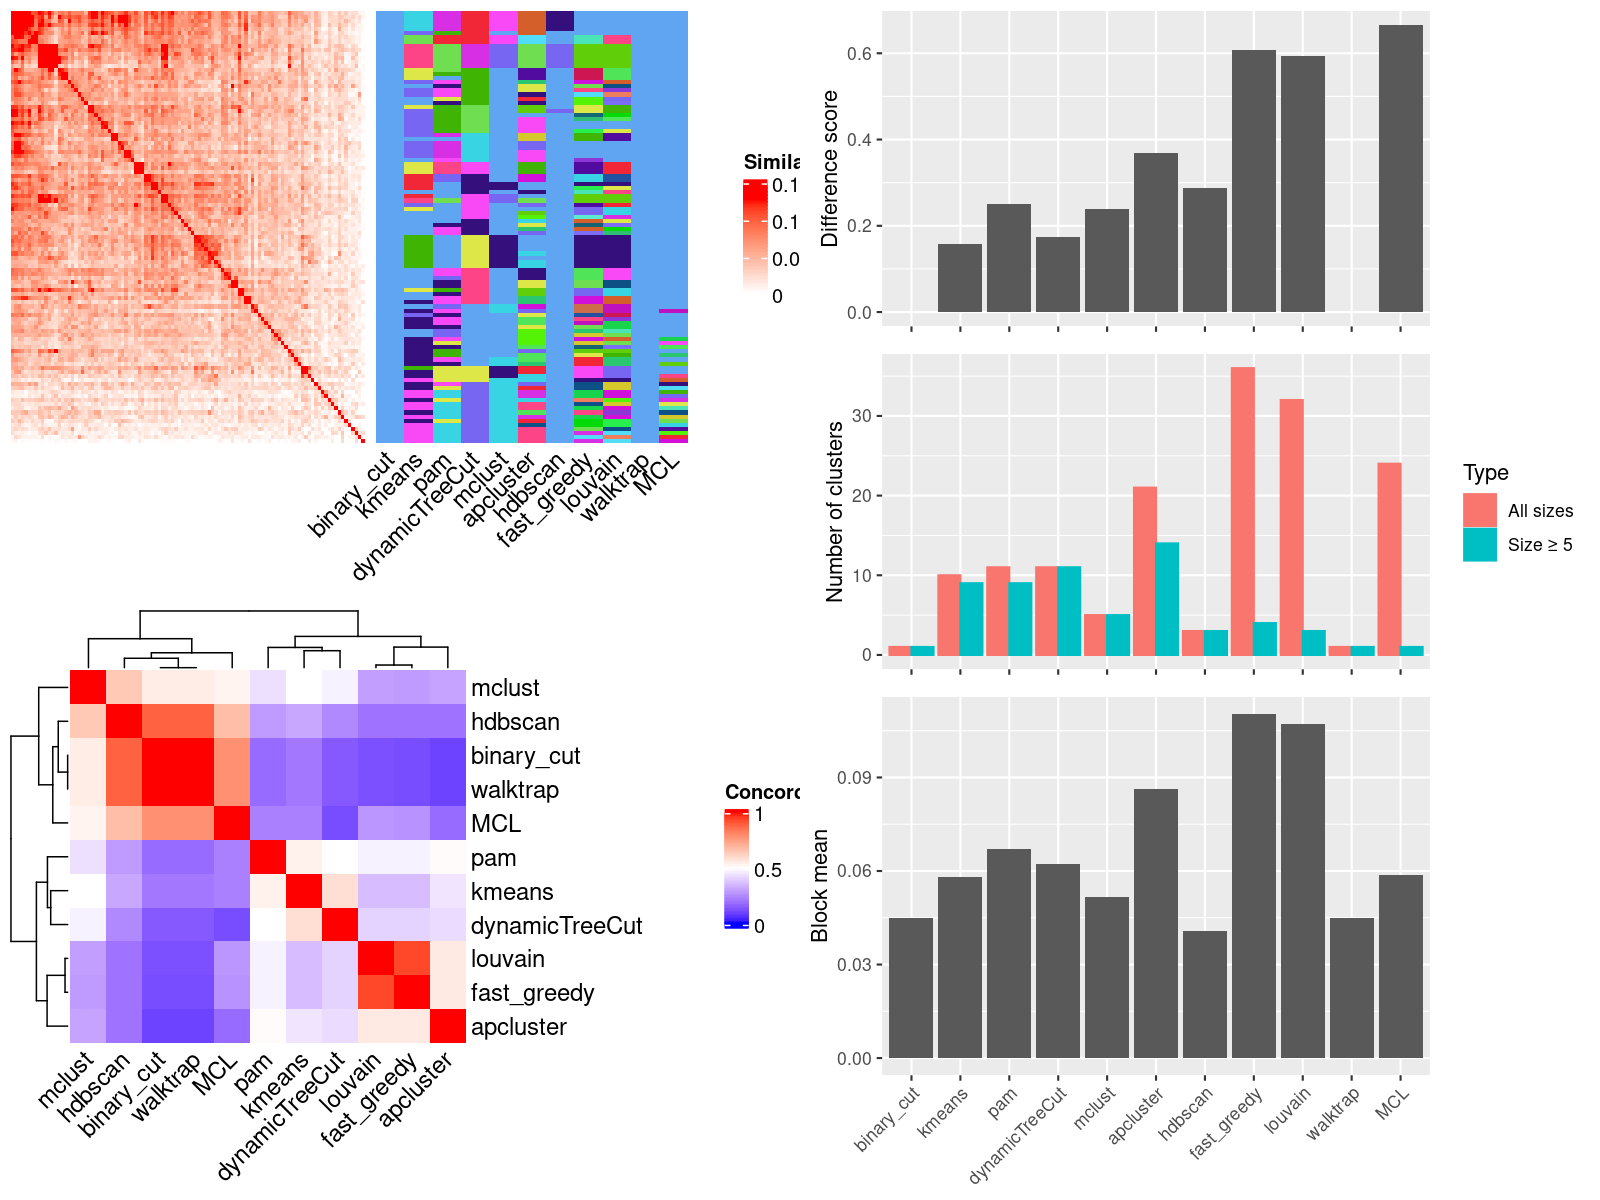 Simila
0.1
0.1
0.0
0
binary_cut
kmeans
pam
dynamicTreeCut
mclust
apcluster
hdbscan
fast_greedy
louvain
walktrap
MCL
mclust
hdbscan
binary_cut
walktrap
MCL
pam
kmeans
dynamicTreeCut
louvain
fast_greedy
apcluster
mclust
hdbscan
binary_cut
walktrap
MCL
pam
kmeans
dynamicTreeCut
louvain
fast_greedy
apcluster
Concord
1
0.5
0
Difference score
0.6
0.4
0.2
0.0
Number of clusters
30
20
10
0
Type
All sizes
Size ≥ 5
Block mean
0.09
0.06
0.03
0.00
binary_cut
kmeans
pam
dynamicTreeCut
mclust
apcluster
hdbscan
fast_greedy
louvain
walktrap
MCL